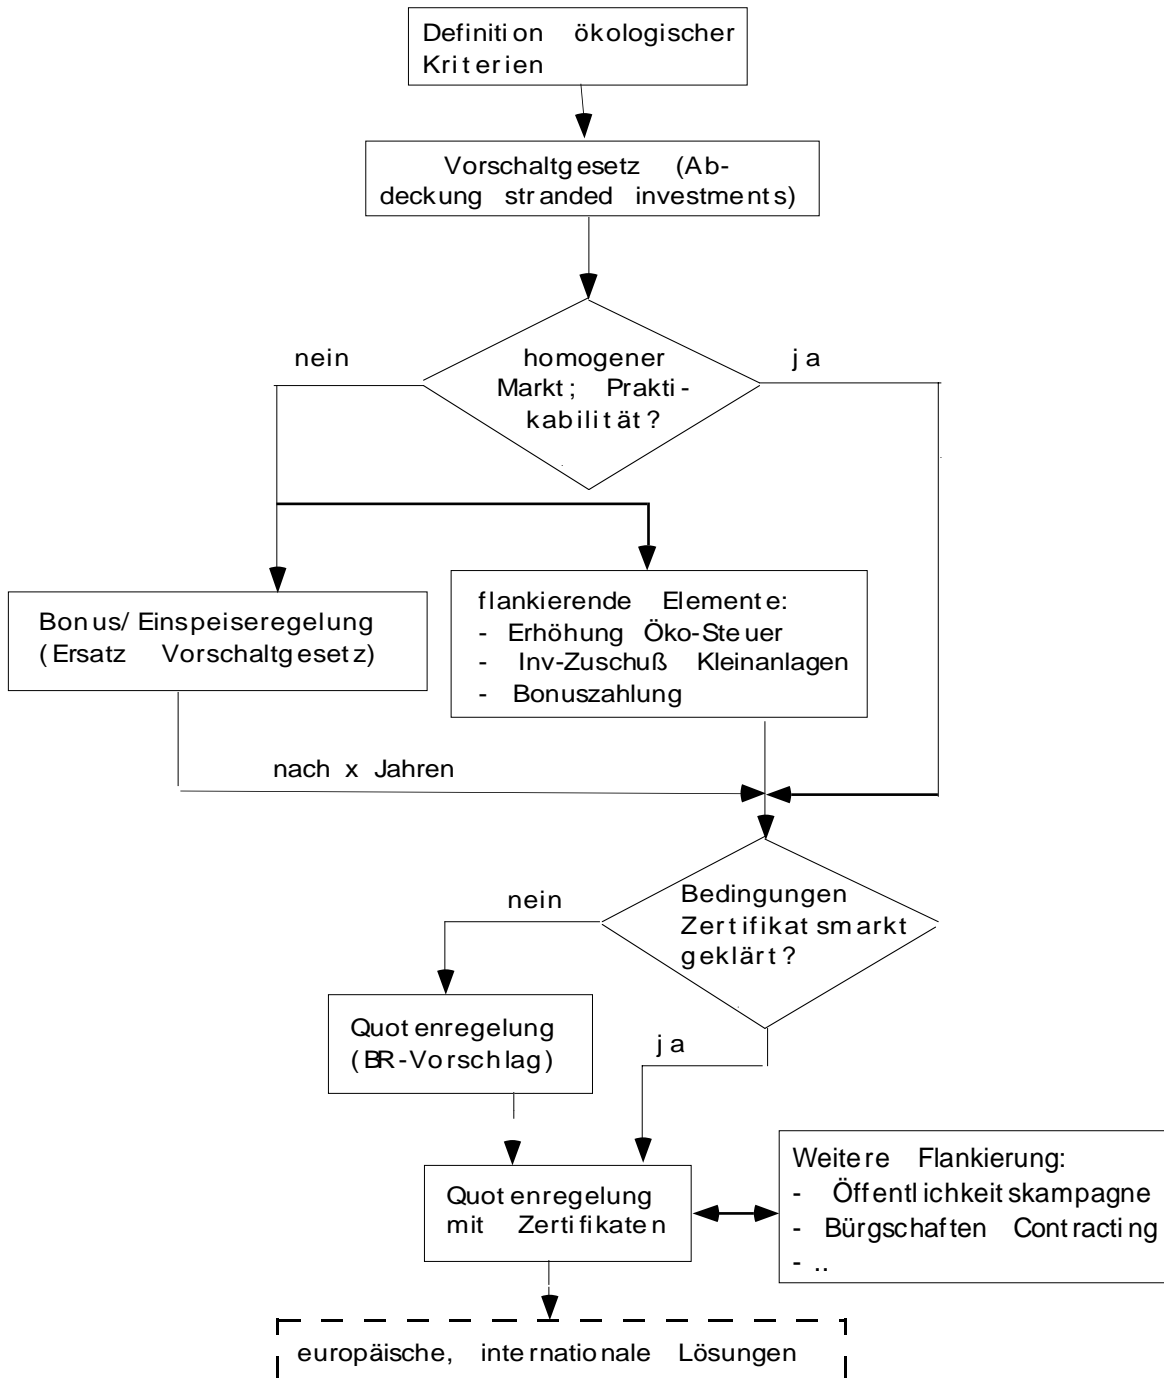 Definition ökologischer
Kriterien
Vorschaltgesetz (Ab-
deckung stranded investments)
nein
homogener
Markt; Prakti-
kabilität?
ja
Bonus/Einspeiseregelung
(Ersatz Vorschaltgesetz)
flankierende Elemente:
- Erhöhung Öko-Steuer
- Inv-Zuschuß Kleinanlagen
- Bonuszahlung
nach x Jahren
nein
Bedingungen
Zertifikatsmarkt
geklärt?
Quotenregelung
(BR-Vorschlag)
ja
Quotenregelung
mit Zertifikaten
Weitere Flankierung:
- Öffentlichkeitskampagne
- Bürgschaften Contracting
- ..
europäische, internationale Lösungen